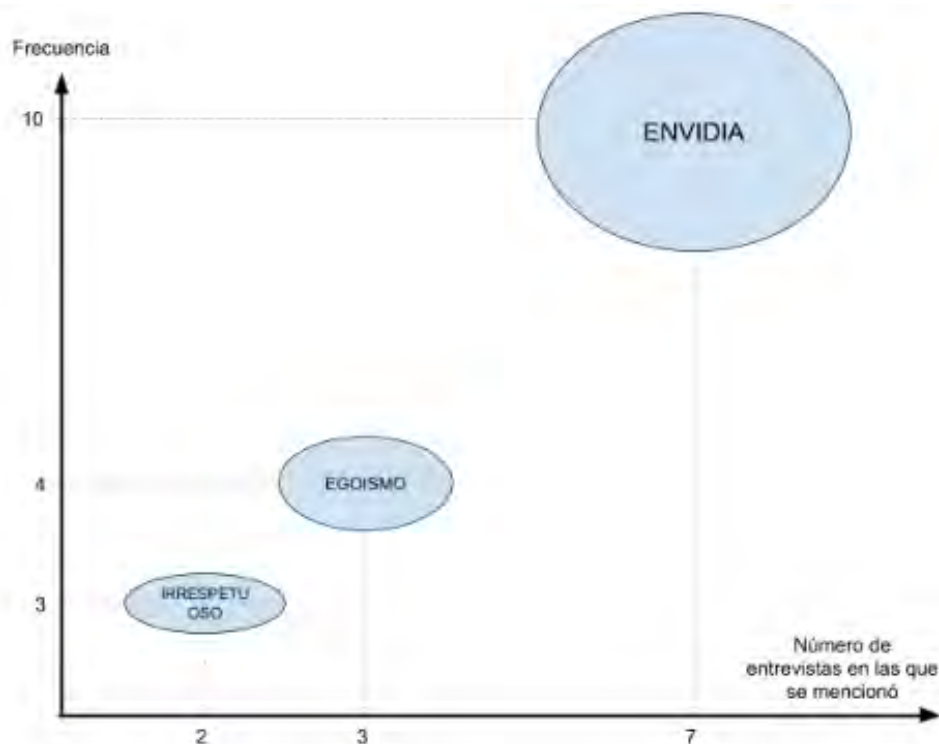 Frecuencia
10
ENVIDIA
4
EGOISMO
3
IRRESPETU
OSO
Número de
entrevistas en las que
se mencionó
2
3
7